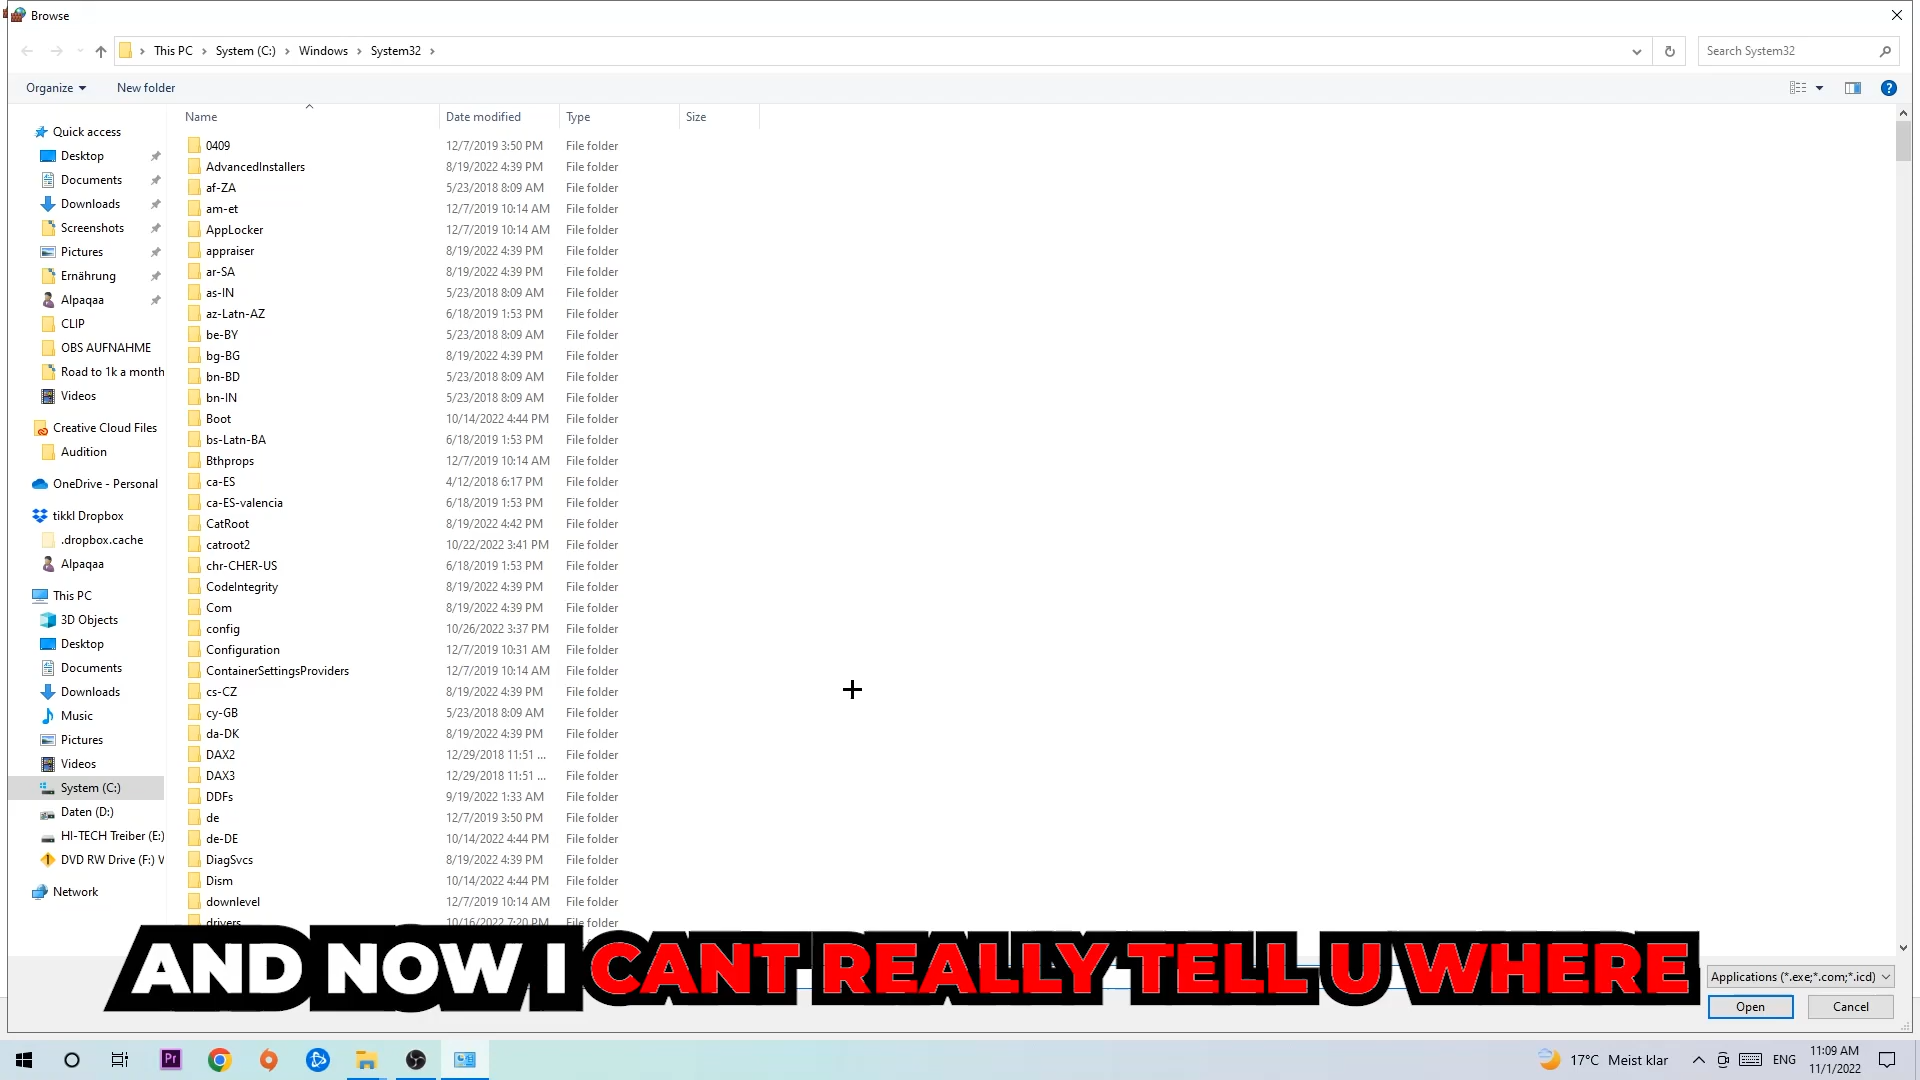 Browse
This PC > System (C:) > Windows > System32 >
Search System32
Organize
New folder
Name
Date modified
Type
Size
Quick access
Desktop
Documents
Downloads
Screenshots
Pictures
Ernährung
Alpaqaa
CLIP
OBS AUFNAHME
Road to 1k a month
Videos
Creative Cloud Files
Audition
OneDrive - Personal
tikkl Dropbox
.dropbox.cache
Alpaqaa
This PC
3D Objects
Desktop
Documents
Downloads
Music
Pictures
Videos
System (C:)
Daten (D:)
HI-TECH Treiber (E:)
DVD RW Drive (F:) V
Network
0409 12/7/2019 3:50 PM File folder
AdvancedInstallers 8/19/2022 4:39 PM File folder
af-ZA 5/23/2018 8:09 AM File folder
am-et 12/7/2019 10:14 AM File folder
AppLocker 12/7/2019 10:14 AM File folder
appraiser 8/19/2022 4:39 PM File folder
ar-SA 8/19/2022 4:39 PM File folder
as-IN 5/23/2018 8:09 AM File folder
az-Latn-AZ 6/18/2019 1:53 PM File folder
be-BY 5/23/2018 8:09 AM File folder
bg-BG 8/19/2022 4:39 PM File folder
bn-BD 5/23/2018 8:09 AM File folder
bn-IN 5/23/2018 8:09 AM File folder
Boot 10/14/2022 4:44 PM File folder
bs-Latn-BA 6/18/2019 1:53 PM File folder
Bthprops 12/7/2019 10:14 AM File folder
ca-ES 4/12/2018 6:17 PM File folder
ca-ES-valencia 6/18/2019 1:53 PM File folder
CatRoot 8/19/2022 4:42 PM File folder
catroot2 10/22/2022 3:41 PM File folder
chr-CHER-US 6/18/2019 1:53 PM File folder
CodeIntegrity 8/19/2022 4:39 PM File folder
Com 8/19/2022 4:39 PM File folder
config 10/26/2022 3:37 PM File folder
Configuration 12/7/2019 10:31 AM File folder
ContainerSettingsProviders 12/7/2019 10:14 AM File folder
cs-CZ 8/19/2022 4:39 PM File folder
cy-GB 5/23/2018 8:09 AM File folder
da-DK 8/19/2022 4:39 PM File folder
DAX2 12/29/2018 11:51 ... File folder
DAX3 12/29/2018 11:51 ... File folder
DDFs 9/19/2022 1:33 AM File folder
de 12/7/2019 3:50 PM File folder
de-DE 10/14/2022 4:44 PM File folder
DiagSvcs 8/19/2022 4:39 PM File folder
Dism 10/14/2022 4:44 PM File folder
downlevel 12/7/2019 10:14 AM File folder
drivers 10/16/2022 7:20 PM File folder
AND NOW I CANT REALLY TELL U WHERE
Applications (*.exe;*.com;*.icd)
Open
Cancel
Pr
17°C Meist klar
ENG
11:09 AM
11/1/2022